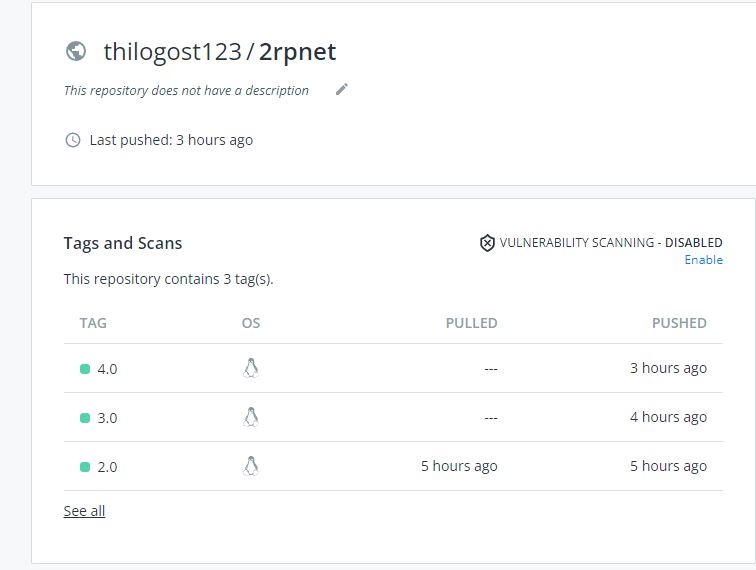 thilogost123 / 2rpnet
This repository does not have a description
Last pushed: 3 hours ago
Tags and Scans
VULNERABILITY SCANNING - DISABLED
Enable
This repository contains 3 tag(s).
TAG OS PULLED PUSHED
4.0 --- 3 hours ago
3.0 --- 4 hours ago
2.0 5 hours ago 5 hours ago
See all